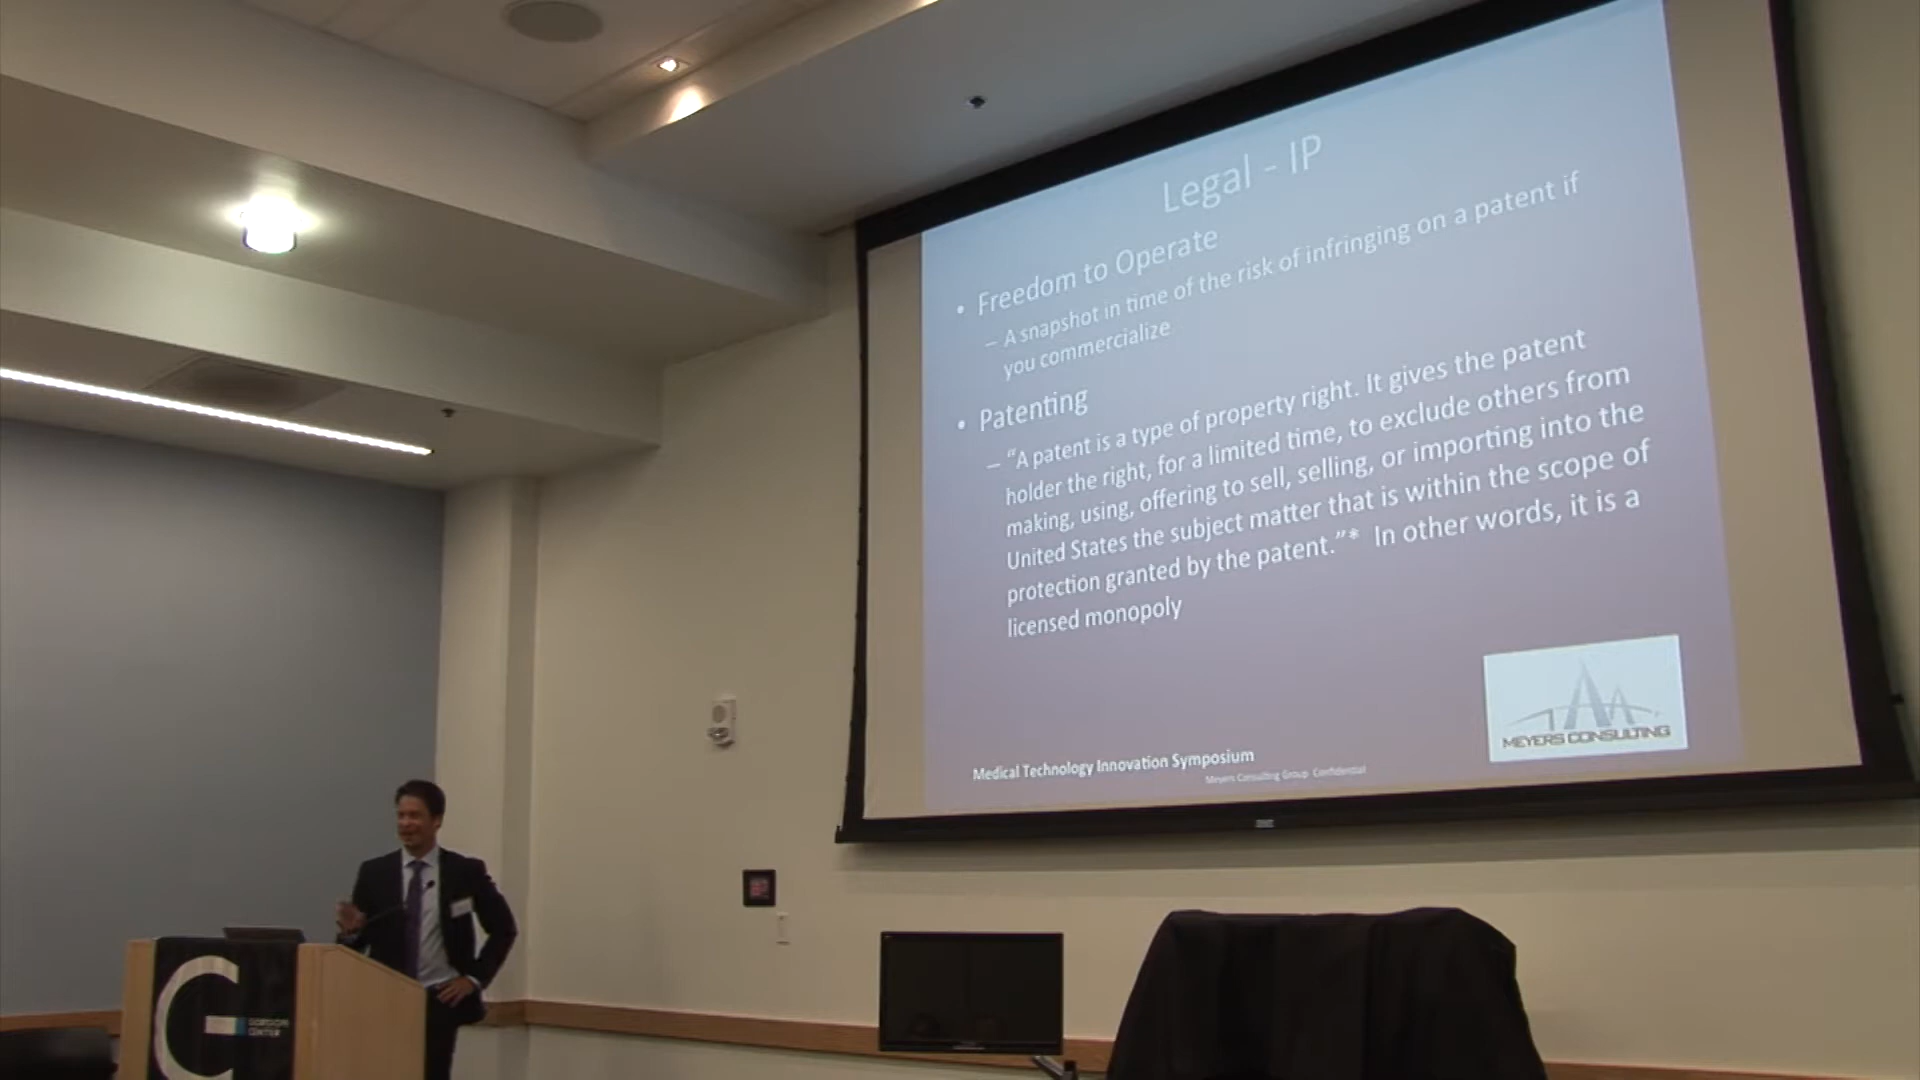 Legal - IP
• Freedom to Operate
– A snapshot in time of the risk of infringing on a patent if
you commercialize
• Patenting
– “A patent is a type of property right. It gives the patent
holder the right, for a limited time, to exclude others from
making, using, offering to sell, selling, or importing into the
United States the subject matter that is within the scope of
protection granted by the patent.”* In other words, it is a
licensed monopoly
MEYERS CONSULTING
Medical Technology Innovation Symposium
Meyers Consulting Group Confidential
G
GORDON
CENTER